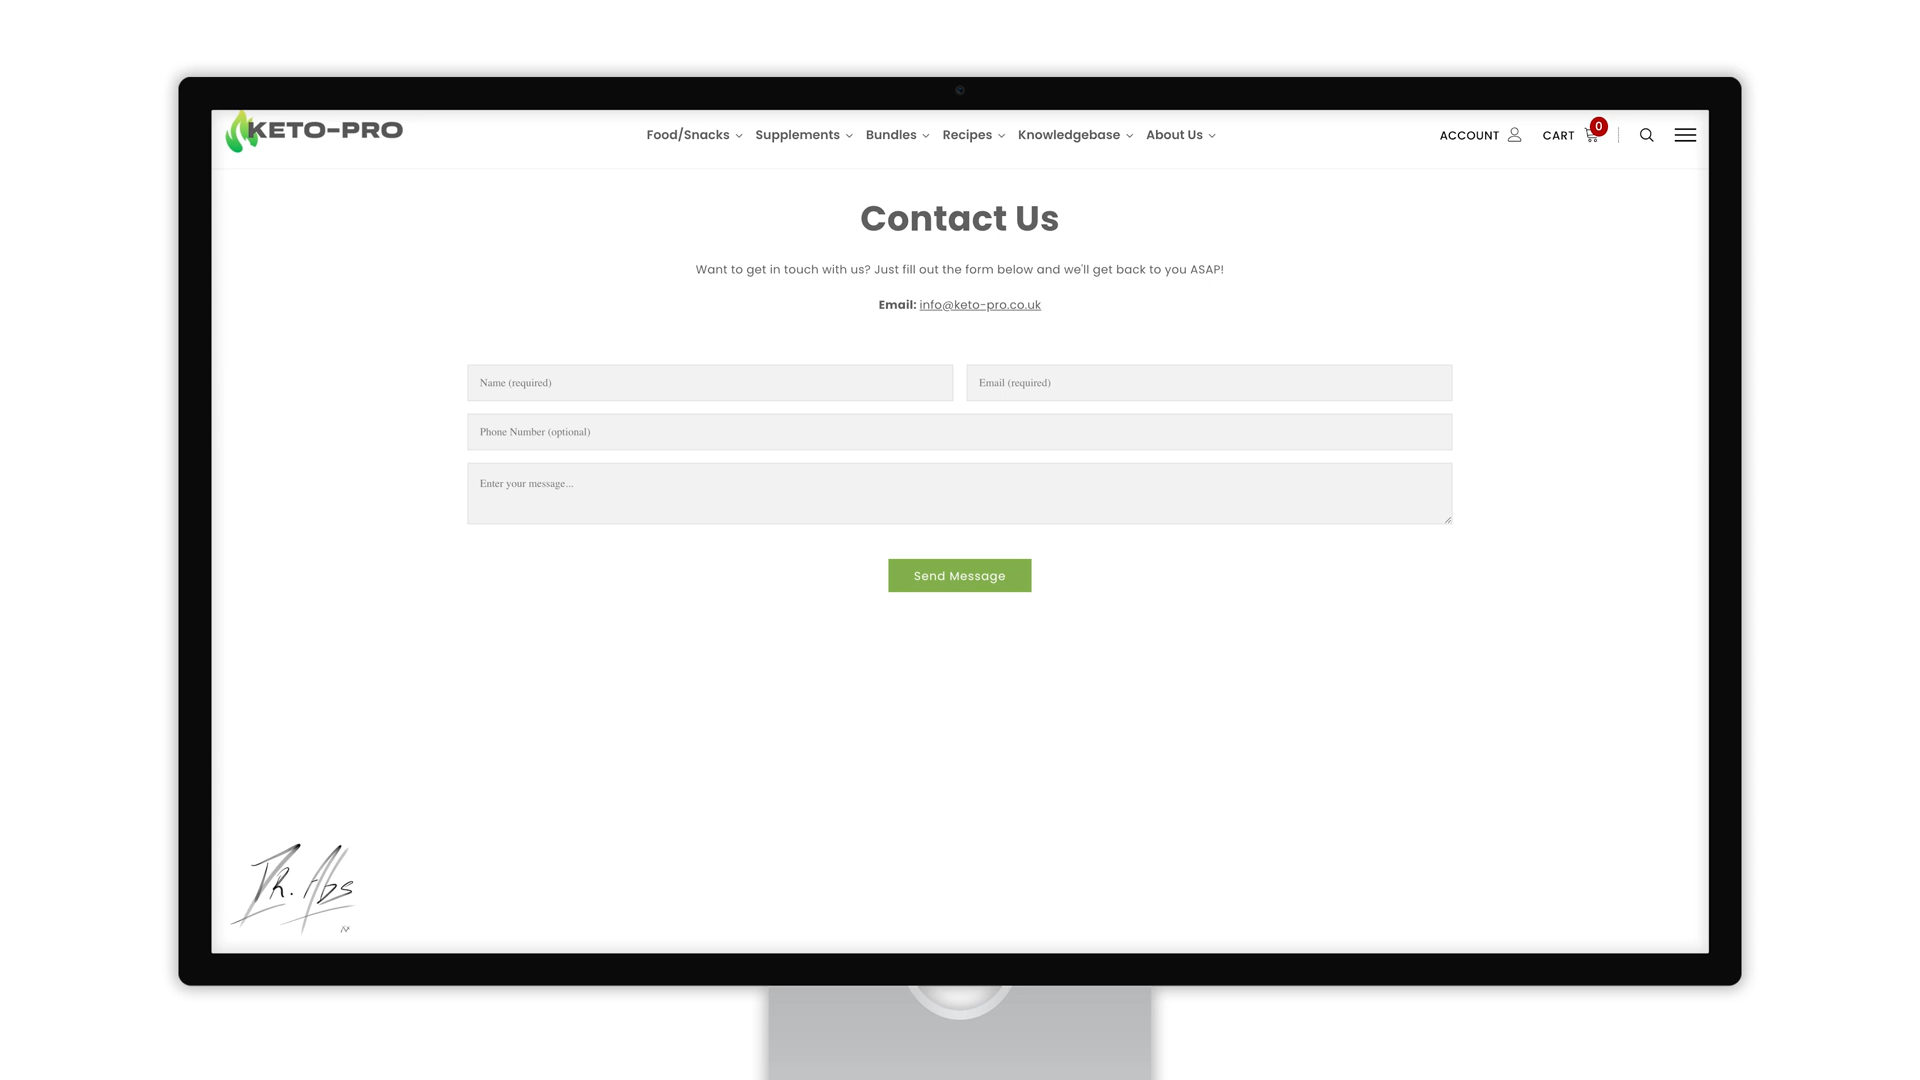 KETO-PRO
Food/Snacks Supplements Bundles Recipes Knowledgebase About Us
ACCOUNT CART 0
Contact Us
Want to get in touch with us? Just fill out the form below and we'll get back to you ASAP!
Email: info@keto-pro.co.uk
Name (required) Email (required)
Phone Number (optional)
Enter your message...
Send Message